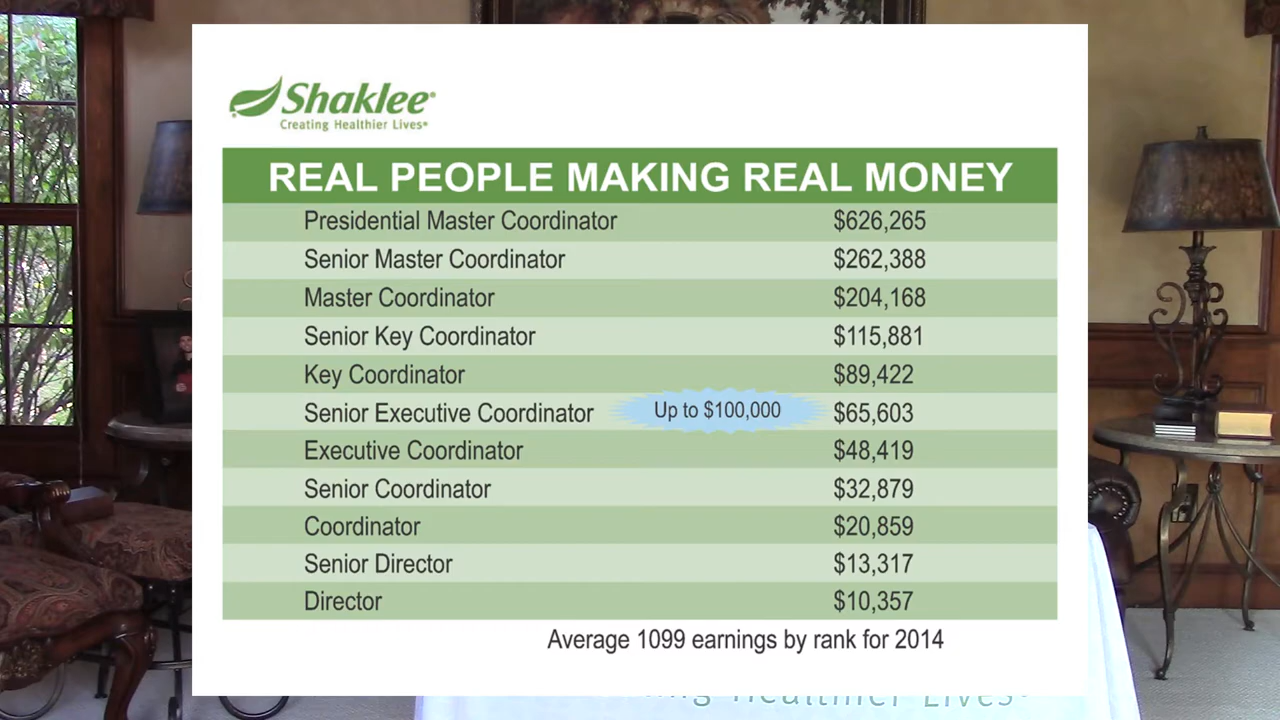 Shaklee®
Creating Healthier Lives®
REAL PEOPLE MAKING REAL MONEY
Presidential Master Coordinator $626,265
Senior Master Coordinator $262,388
Master Coordinator $204,168
Senior Key Coordinator $115,881
Key Coordinator $89,422
Senior Executive Coordinator Up to $100,000 $65,603
Executive Coordinator $48,419
Senior Coordinator $32,879
Coordinator $20,859
Senior Director $13,317
Director $10,357
Average 1099 earnings by rank for 2014
Healthier Lives®